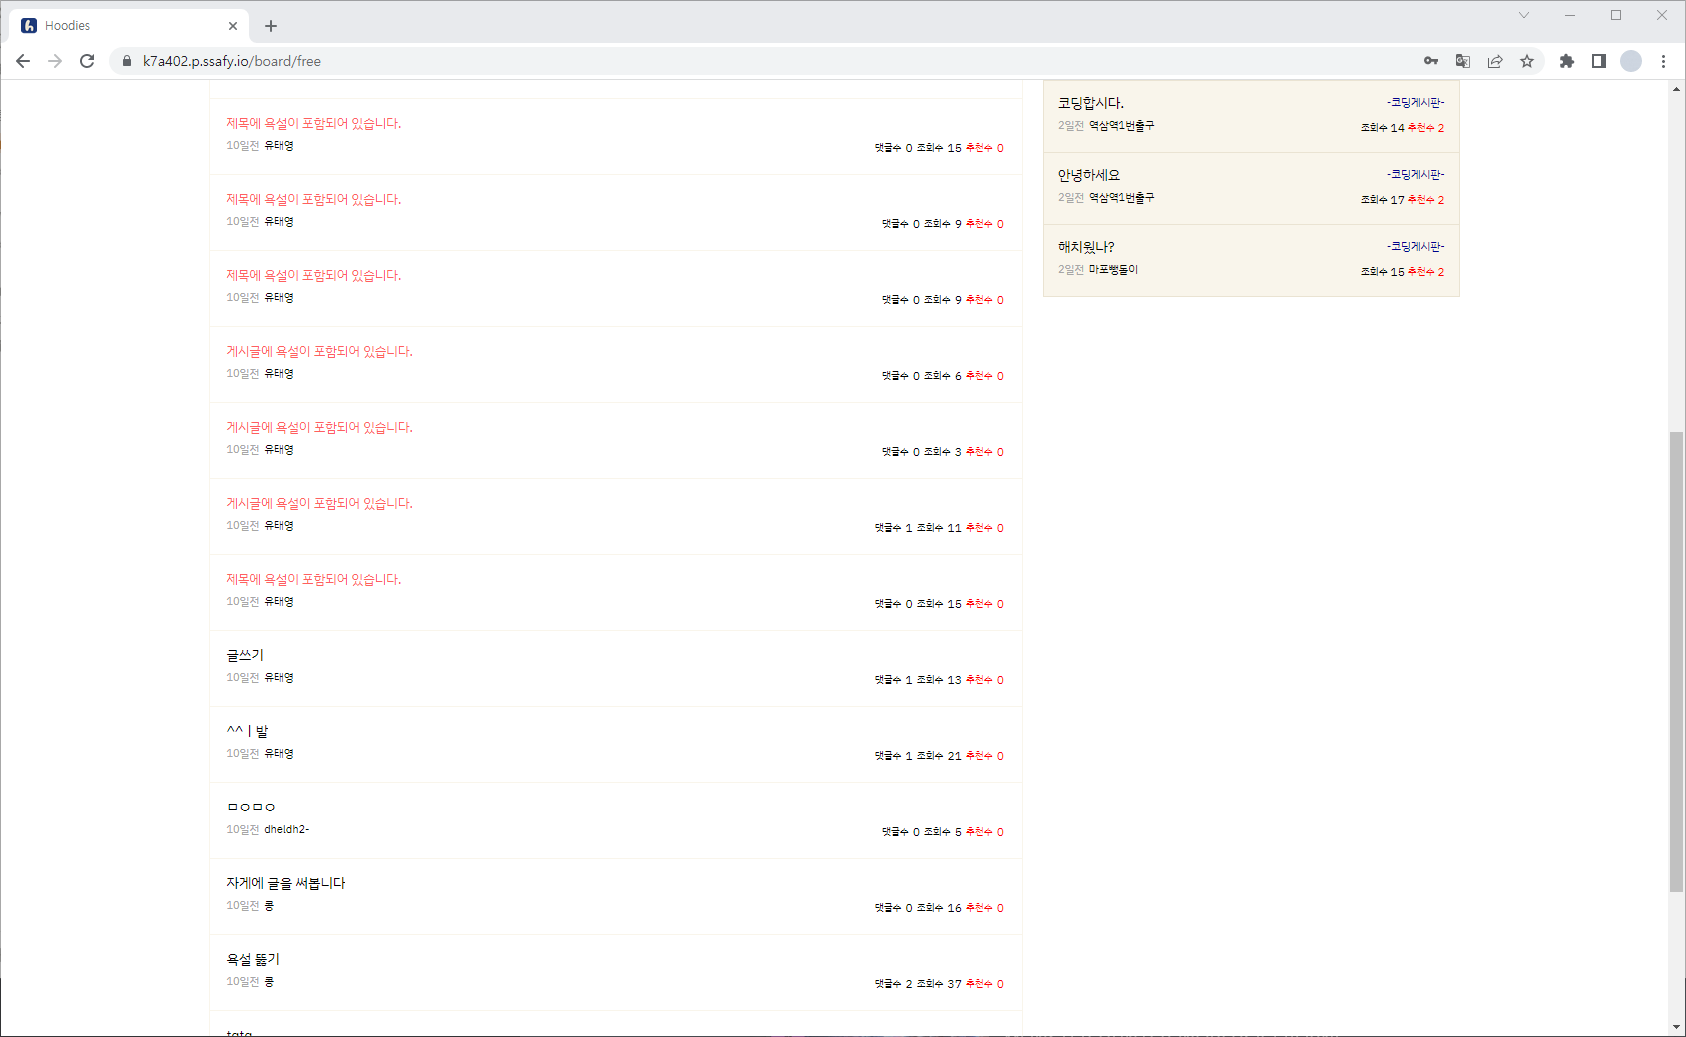 Hoodies
k7a402.p.ssafy.io/board/free
제목에 욕설이 포함되어 있습니다.
10일전 유태영
댓글수 0 조회수 15 추천수 0
제목에 욕설이 포함되어 있습니다.
10일전 유태영
댓글수 0 조회수 9 추천수 0
제목에 욕설이 포함되어 있습니다.
10일전 유태영
댓글수 0 조회수 9 추천수 0
게시글에 욕설이 포함되어 있습니다.
10일전 유태영
댓글수 0 조회수 6 추천수 0
게시글에 욕설이 포함되어 있습니다.
10일전 유태영
댓글수 0 조회수 3 추천수 0
게시글에 욕설이 포함되어 있습니다.
10일전 유태영
댓글수 1 조회수 11 추천수 0
제목에 욕설이 포함되어 있습니다.
10일전 유태영
댓글수 0 조회수 15 추천수 0
글쓰기
10일전 유태영
댓글수 1 조회수 13 추천수 0
^^ㅣ발
10일전 유태영
댓글수 1 조회수 21 추천수 0
ㅁㅇㅁㅇ
10일전 dheldh2-
댓글수 0 조회수 5 추천수 0
자게에 글을 써봅니다
10일전 콩
댓글수 0 조회수 16 추천수 0
욕설 뚫기
10일전 콩
댓글수 2 조회수 37 추천수 0
코딩합시다.
-코딩게시판-
2일전 역삼역1번출구
조회수 14 추천수 2
안녕하세요
-코딩게시판-
2일전 역삼역1번출구
조회수 17 추천수 2
해치웠나?
-코딩게시판-
2일전 마포빵돌이
조회수 15 추천수 2